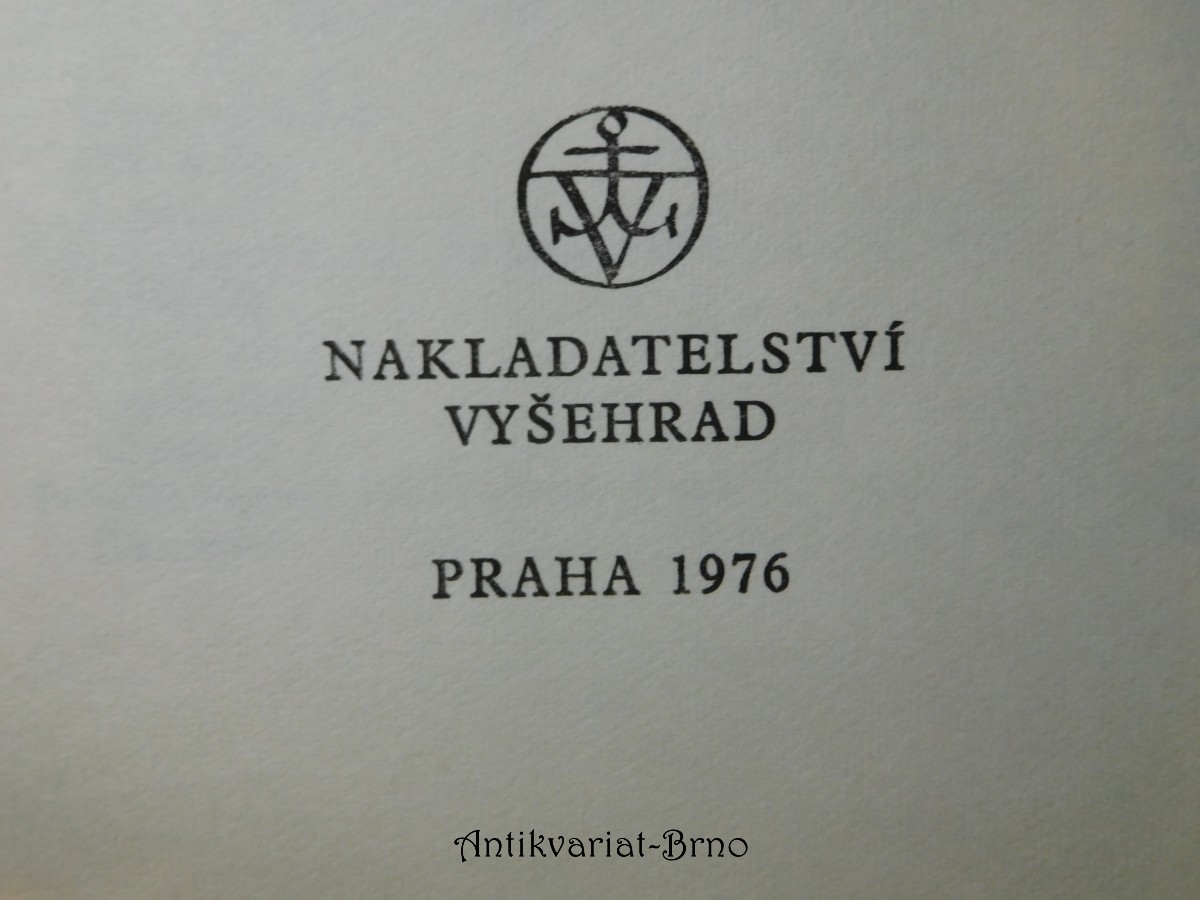 NAKLADATELSTVÍ
VYŠEHRAD
PRAHA 1976
Antikvariat-Brno